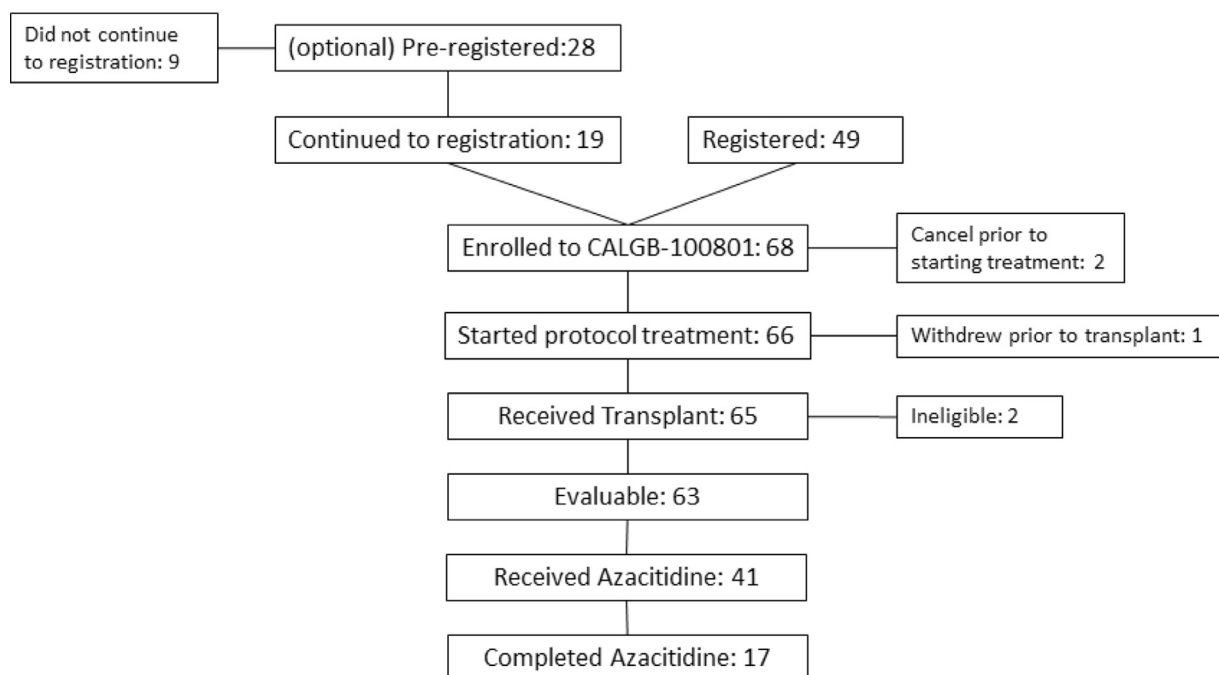 Did not continue
to registration: 9
(optional) Pre-registered:28
Continued to registration: 19
Registered: 49
Enrolled to CALGB-100801: 68
Cancel prior to
starting treatment: 2
Started protocol treatment: 66
Withdrew prior to transplant: 1
Received Transplant: 65
Ineligible: 2
Evaluable: 63
Received Azacitidine: 41
Completed Azacitidine: 17